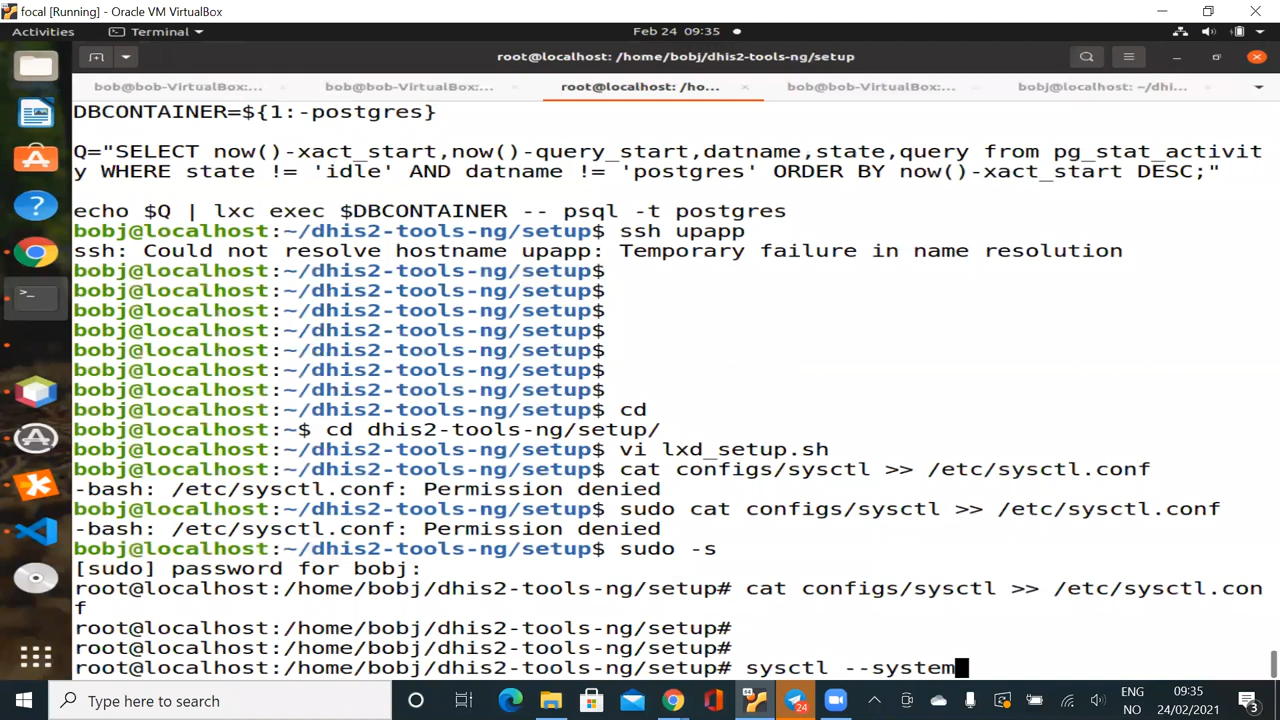 focal [Running] - Oracle VM VirtualBox
Activities Terminal Feb 24 09:35
root@localhost: /home/bobj/dhis2-tools-ng/setup
bob@bob-VirtualBox:... bob@bob-VirtualBox:... root@localhost: /ho... bob@bob-VirtualBox:... bobj@localhost: ~/dhi...
DBCONTAINER=${1:-postgres}
Q="SELECT now()-xact_start,now()-query_start,datname,state,query from pg_stat_activit
y WHERE state != 'idle' AND datname != 'postgres' ORDER BY now()-xact_start DESC;"
echo $Q | lxc exec $DBCONTAINER -- psql -t postgres
bobj@localhost:~/dhis2-tools-ng/setup$ ssh upapp
ssh: Could not resolve hostname upapp: Temporary failure in name resolution
bobj@localhost:~/dhis2-tools-ng/setup$
bobj@localhost:~/dhis2-tools-ng/setup$
bobj@localhost:~/dhis2-tools-ng/setup$
bobj@localhost:~/dhis2-tools-ng/setup$
bobj@localhost:~/dhis2-tools-ng/setup$
bobj@localhost:~/dhis2-tools-ng/setup$
bobj@localhost:~/dhis2-tools-ng/setup$
bobj@localhost:~/dhis2-tools-ng/setup$ cd
bobj@localhost:~$ cd dhis2-tools-ng/setup/
bobj@localhost:~/dhis2-tools-ng/setup$ vi lxd_setup.sh
bobj@localhost:~/dhis2-tools-ng/setup$ cat configs/sysctl >> /etc/sysctl.conf
-bash: /etc/sysctl.conf: Permission denied
bobj@localhost:~/dhis2-tools-ng/setup$ sudo cat configs/sysctl >> /etc/sysctl.conf
-bash: /etc/sysctl.conf: Permission denied
bobj@localhost:~/dhis2-tools-ng/setup$ sudo -s
[sudo] password for bobj:
root@localhost:/home/bobj/dhis2-tools-ng/setup# cat configs/sysctl >> /etc/sysctl.con
f
root@localhost:/home/bobj/dhis2-tools-ng/setup#
root@localhost:/home/bobj/dhis2-tools-ng/setup#
root@localhost:/home/bobj/dhis2-tools-ng/setup# sysctl --system
Type here to search
24
ENG
NO
09:35
24/02/2021
3